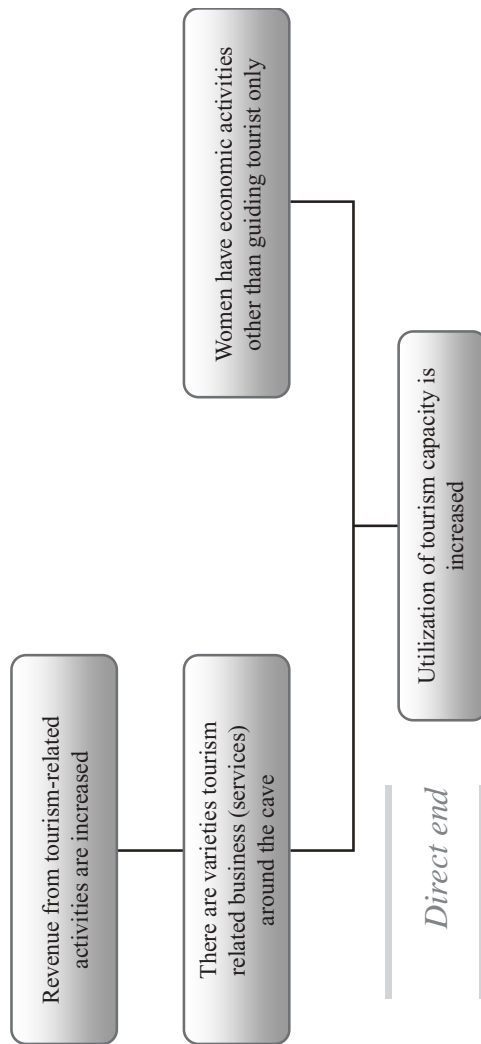 Revenue from tourism-related
activities are increased
There are varieties tourism
related business (services)
around the cave
Women have economic activities
other than guiding tourist only
Utilization of tourism capacity is
increased
Direct end